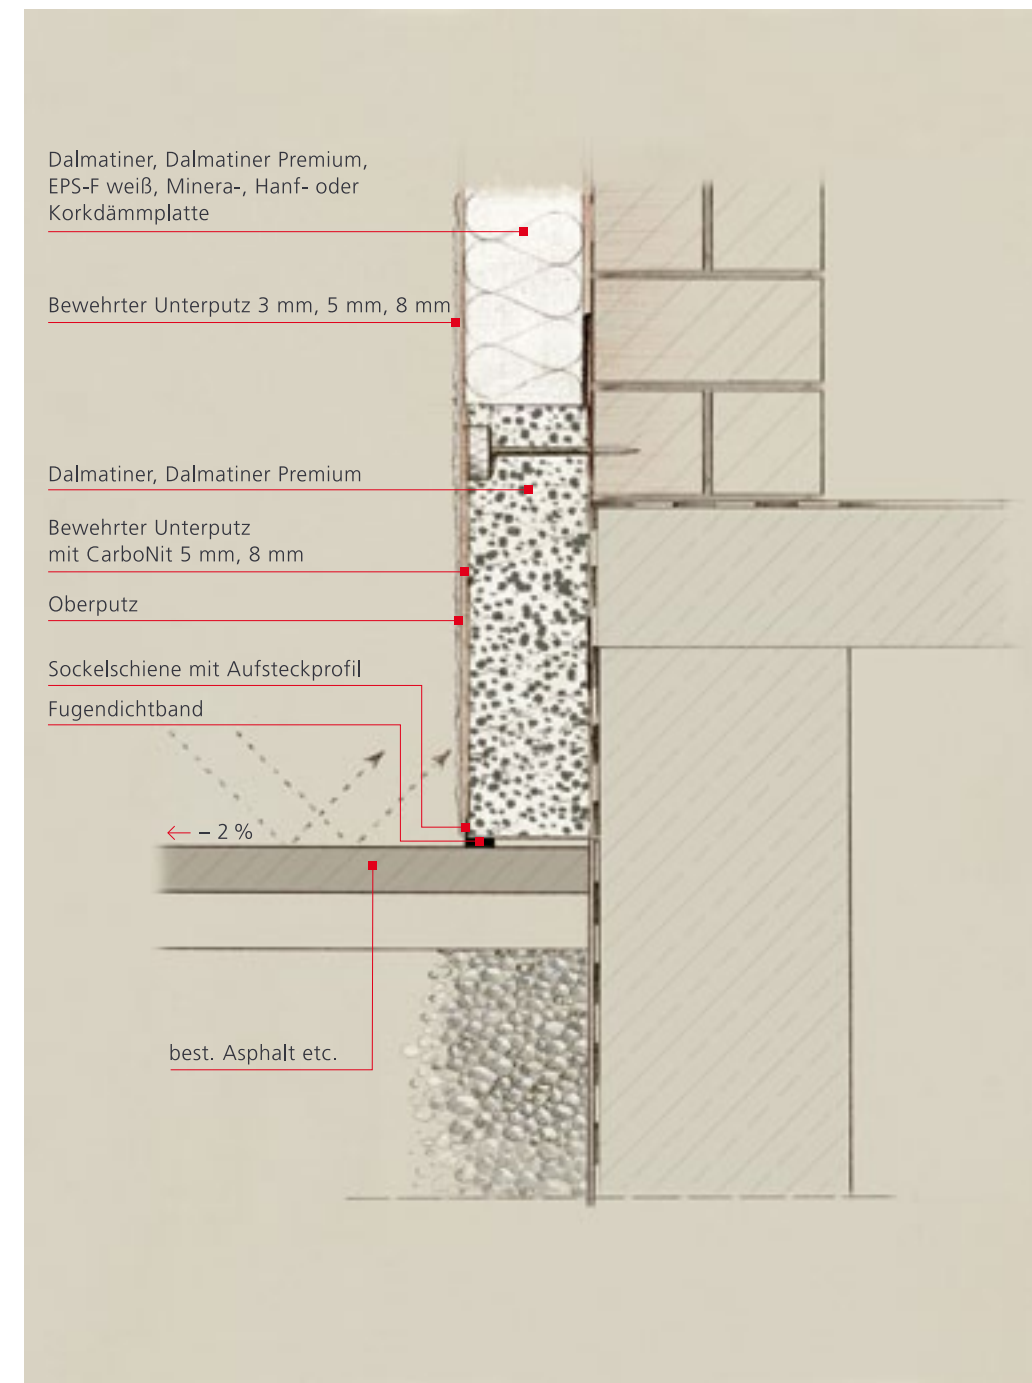 Dalmatiner, Dalmatiner Premium,
EPS-F weiß, Minera-, Hanf- oder
Korkdämmplatte
Bewehrter Unterputz 3 mm, 5 mm, 8 mm
Dalmatiner, Dalmatiner Premium
Bewehrter Unterputz
mit CarboNit 5 mm, 8 mm
Oberputz
Sockelschiene mit Aufsteckprofil
Fugendichtband
← – 2 %
best. Asphalt etc.